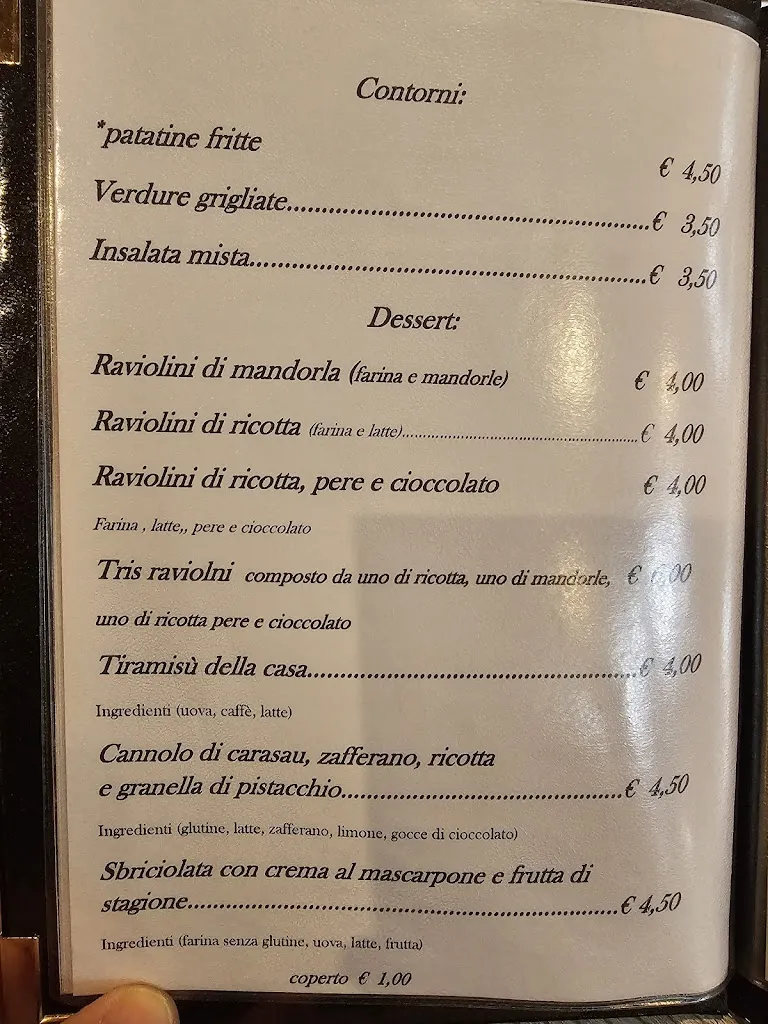 Contorni:
*patatine fritte € 4,50
Verdure grigliate...............................................€ 3,50
Insalata mista.....................................................€ 3,50
Dessert:
Raviolini di mandorla (farina e mandorle) € 4,00
Raviolini di ricotta (farina e latte)............................................................€ 4,00
Raviolini di ricotta, pere e cioccolato € 4,00
Farina , latte,, pere e cioccolato
Tris raviolni composto da uno di ricotta, uno di mandorle, €
uno di ricotta pere e cioccolato
Tiramisù della casa...........................................€ 4,00
Ingredienti (uova, caffè, latte)
Cannolo di carasau, zafferano, ricotta
e granella di pistacchio.....................................€ 4,50
Ingredienti (glutine, latte, zafferano, limone, gocce di cioccolato)
Sbriciolata con crema al mascarpone e frutta di
stagione.........................................................€ 4,50
Ingredienti (farina senza glutine, uova, latte, frutta)
coperto € 1,00